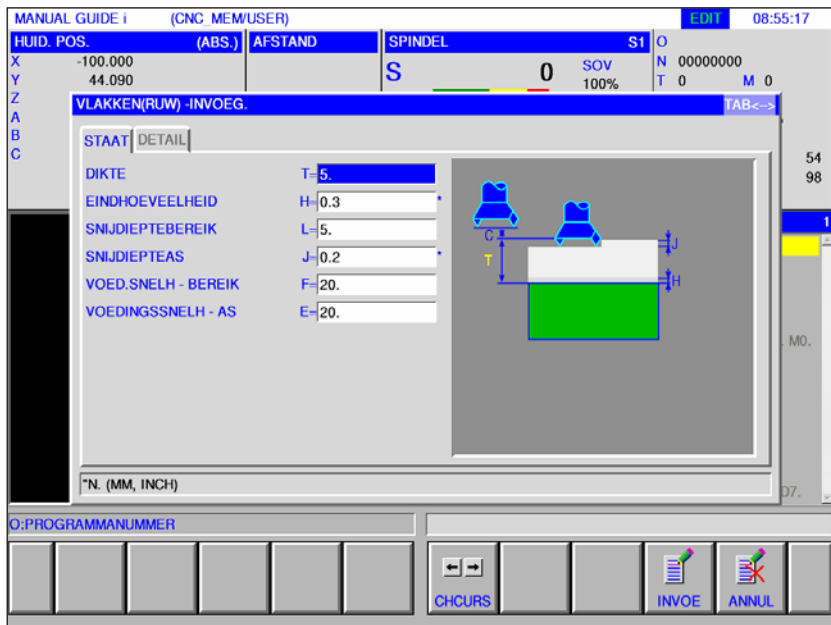 MANUAL GUIDE i (CNC_MEM/USER) EDIT 08:55:17
HUID. POS. (ABS.) AFSTAND SPINDEL S1 O
X -100.000 S 0 SOV N 00000000
Y 44.090 100% T 0 M 0
Z
A
B
C
54
98
VLAKKEN(RUW) -INVOEG. TAB<-->
STAAT DETAIL
DIKTE T=5.
EINDHOEVEELHEID H=0.3 *
SNIJDIEPTEBEREIK L=5.
SNIJDIEPTEAS J=0.2 *
VOED.SNELH - BEREIK F=20.
VOEDINGSSNELH - AS E=20.
C
T
J
H
1
M0.
D7.
"N. (MM, INCH)
O:PROGRAMMANUMMER
CHCURS INVOE ANNUL